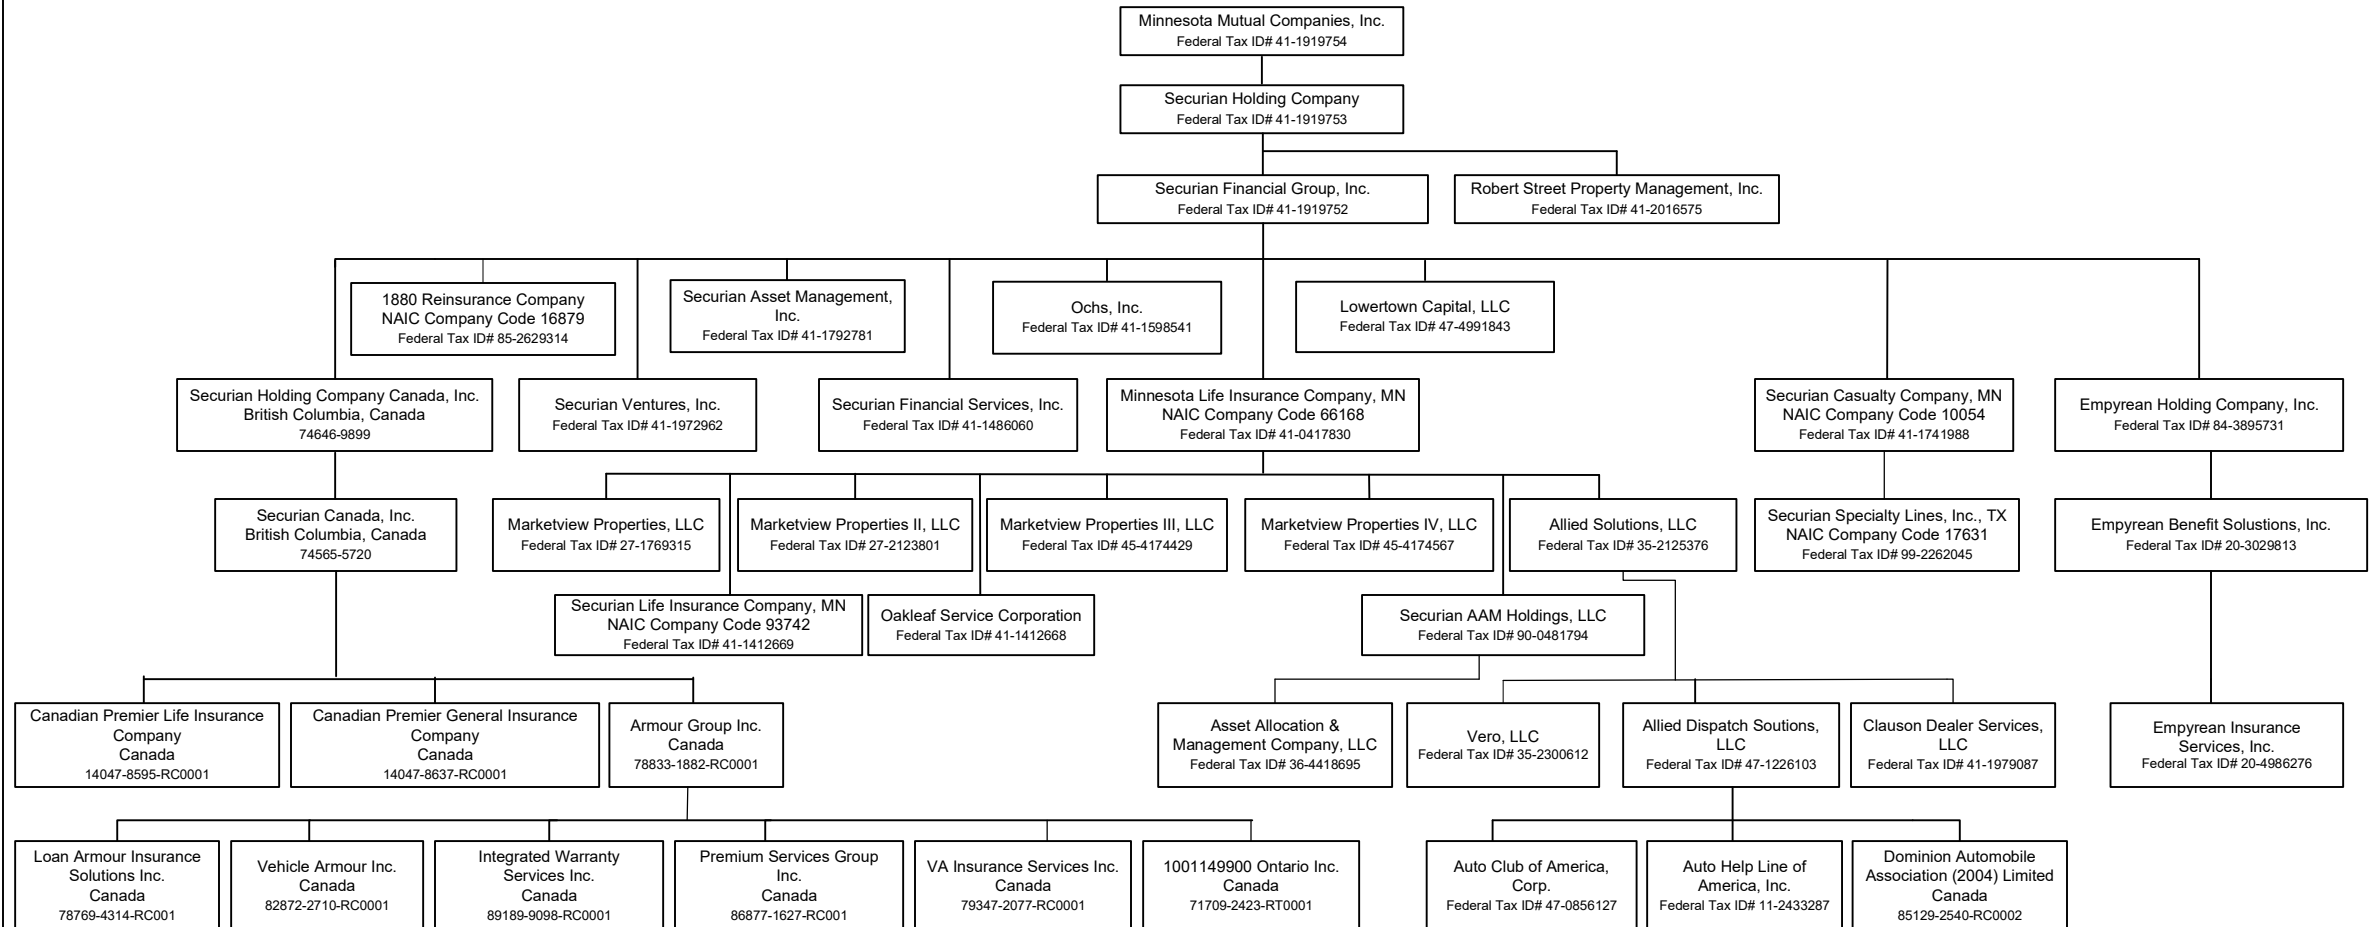 Minnesota Mutual Companies, Inc.
Federal Tax ID# 41-1919754
Securian Holding Company
Federal Tax ID# 41-1919753
Securian Financial Group, Inc.
Federal Tax ID# 41-1919752
Robert Street Property Management, Inc.
Federal Tax ID# 41-2016575
1880 Reinsurance Company
NAIC Company Code 16879
Federal Tax ID# 85-2629314
Securian Asset Management,
Inc.
Federal Tax ID# 41-1792781
Ochs, Inc.
Federal Tax ID# 41-1598541
Lowertown Capital, LLC
Federal Tax ID# 47-4991843
Securian Holding Company Canada, Inc.
British Columbia, Canada
74646-9899
Securian Ventures, Inc.
Federal Tax ID# 41-1972962
Securian Financial Services, Inc.
Federal Tax ID# 41-1486060
Minnesota Life Insurance Company, MN
NAIC Company Code 66168
Federal Tax ID# 41-0417830
Securian Casualty Company, MN
NAIC Company Code 10054
Federal Tax ID# 41-1741988
Empyrean Holding Company, Inc.
Federal Tax ID# 84-3895731
Securian Canada, Inc.
British Columbia, Canada
74565-5720
Marketview Properties, LLC
Federal Tax ID# 27-1769315
Marketview Properties II, LLC
Federal Tax ID# 27-2123801
Marketview Properties III, LLC
Federal Tax ID# 45-4174429
Marketview Properties IV, LLC
Federal Tax ID# 45-4174567
Allied Solutions, LLC
Federal Tax ID# 35-2125376
Securian Specialty Lines, Inc., TX
NAIC Company Code 17631
Federal Tax ID# 99-2262045
Empyrean Benefit Solustions, Inc.
Federal Tax ID# 20-3029813
Securian Life Insurance Company, MN
NAIC Company Code 93742
Federal Tax ID# 41-1412669
Oakleaf Service Corporation
Federal Tax ID# 41-1412668
Securian AAM Holdings, LLC
Federal Tax ID# 90-0481794
Canadian Premier Life Insurance
Company
Canada
14047-8595-RC0001
Canadian Premier General Insurance
Company
Canada
14047-8637-RC0001
Armour Group Inc.
Canada
78833-1882-RC0001
Asset Allocation &
Management Company, LLC
Federal Tax ID# 36-4418695
Vero, LLC
Federal Tax ID# 35-2300612
Allied Dispatch Soutions,
LLC
Federal Tax ID# 47-1226103
Clauson Dealer Services,
LLC
Federal Tax ID# 41-1979087
Empyrean Insurance
Services, Inc.
Federal Tax ID# 20-4986276
Loan Armour Insurance
Solutions Inc.
Canada
78769-4314-RC001
Vehicle Armour Inc.
Canada
82872-2710-RC0001
Integrated Warranty
Services Inc.
Canada
89189-9098-RC0001
Premium Services Group
Inc.
Canada
86877-1627-RC001
VA Insurance Services Inc.
Canada
79347-2077-RC0001
1001149900 Ontario Inc.
Canada
71709-2423-RT0001
Auto Club of America,
Corp.
Federal Tax ID# 47-0856127
Auto Help Line of
America, Inc.
Federal Tax ID# 11-2433287
Dominion Automobile
Association (2004) Limited
Canada
85129-2540-RC0002